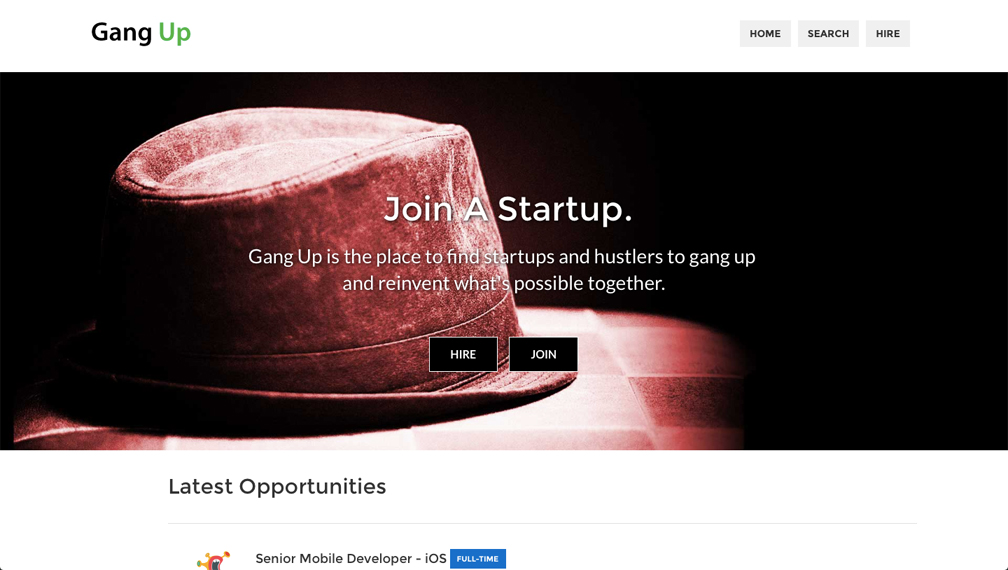 Gang Up
HOME
SEARCH
HIRE
Join A Startup.
Gang Up is the place to find startups and hustlers to gang up
and reinvent what's possible together.
HIRE
JOIN
Latest Opportunities
Senior Mobile Developer - iOS FULL-TIME